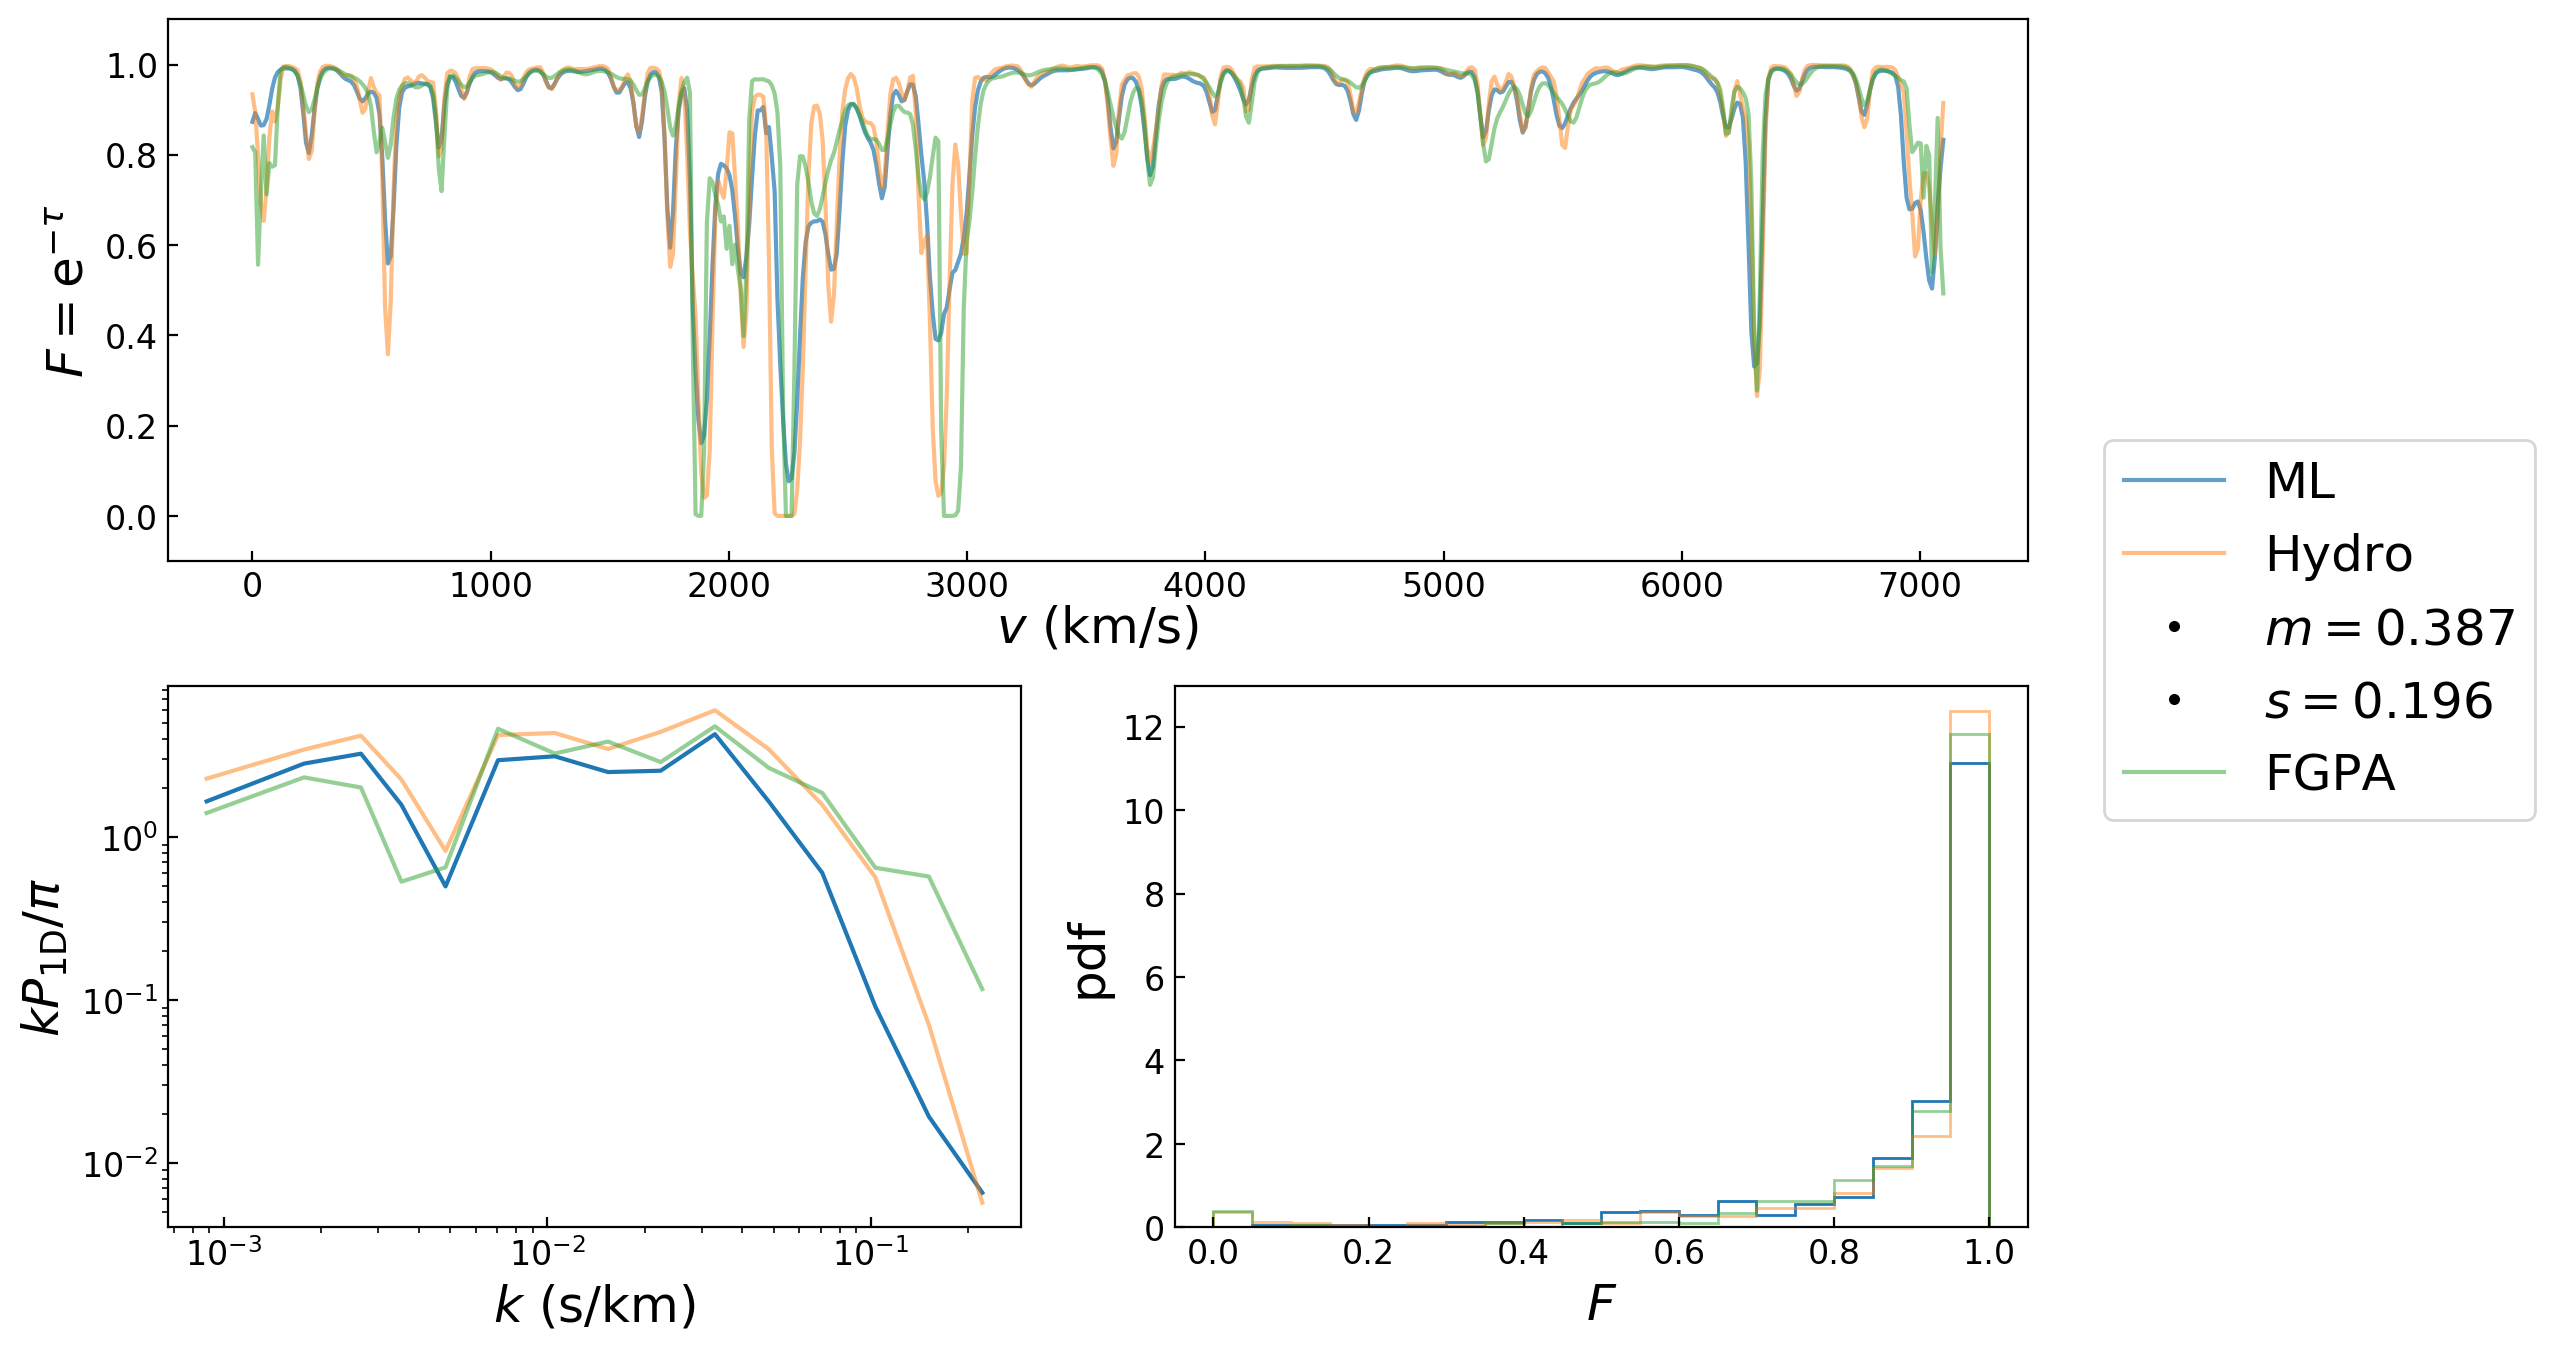 1.0
0.8
0.6
0.4
0.2
0.0
F = e^{−τ}
0 1000 2000 3000 4000 5000 6000 7000
v (km/s)
ML
Hydro
m = 0.387
s = 0.196
FGPA
10^0
10^{−1}
10^{−2}
kP_{1D}/π
10^{−3} 10^{−2} 10^{−1}
k (s/km)
12
10
8
6
4
2
0
pdf
0.0 0.2 0.4 0.6 0.8 1.0
F